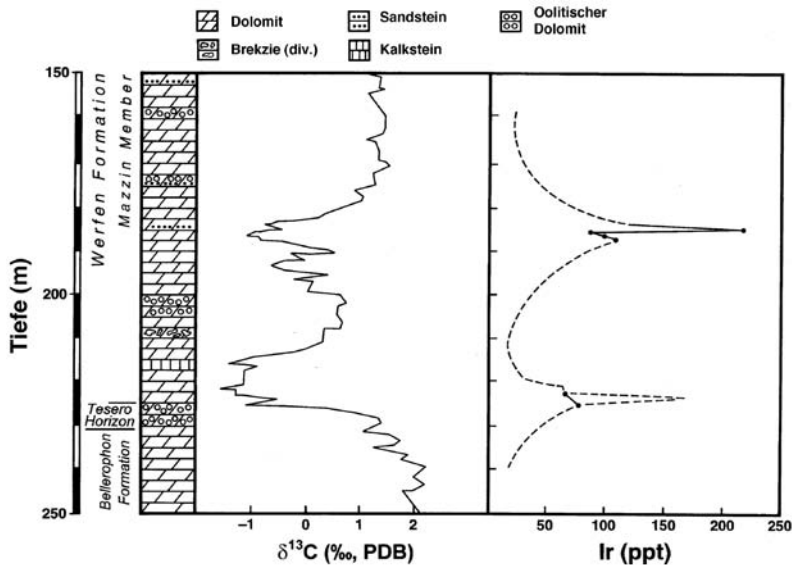 Dolomit
Sandstein
Oolitischer
Dolomit
Brekzie (div.)
Kalkstein
150
200
250
Tiefe (m)
Werfen Formation
Mazzin Member
Tesero
Horizon
Bellerophon
Formation
−1 0 1 2
δ¹³C (‰, PDB)
50 100 150 200 250
Ir (ppt)